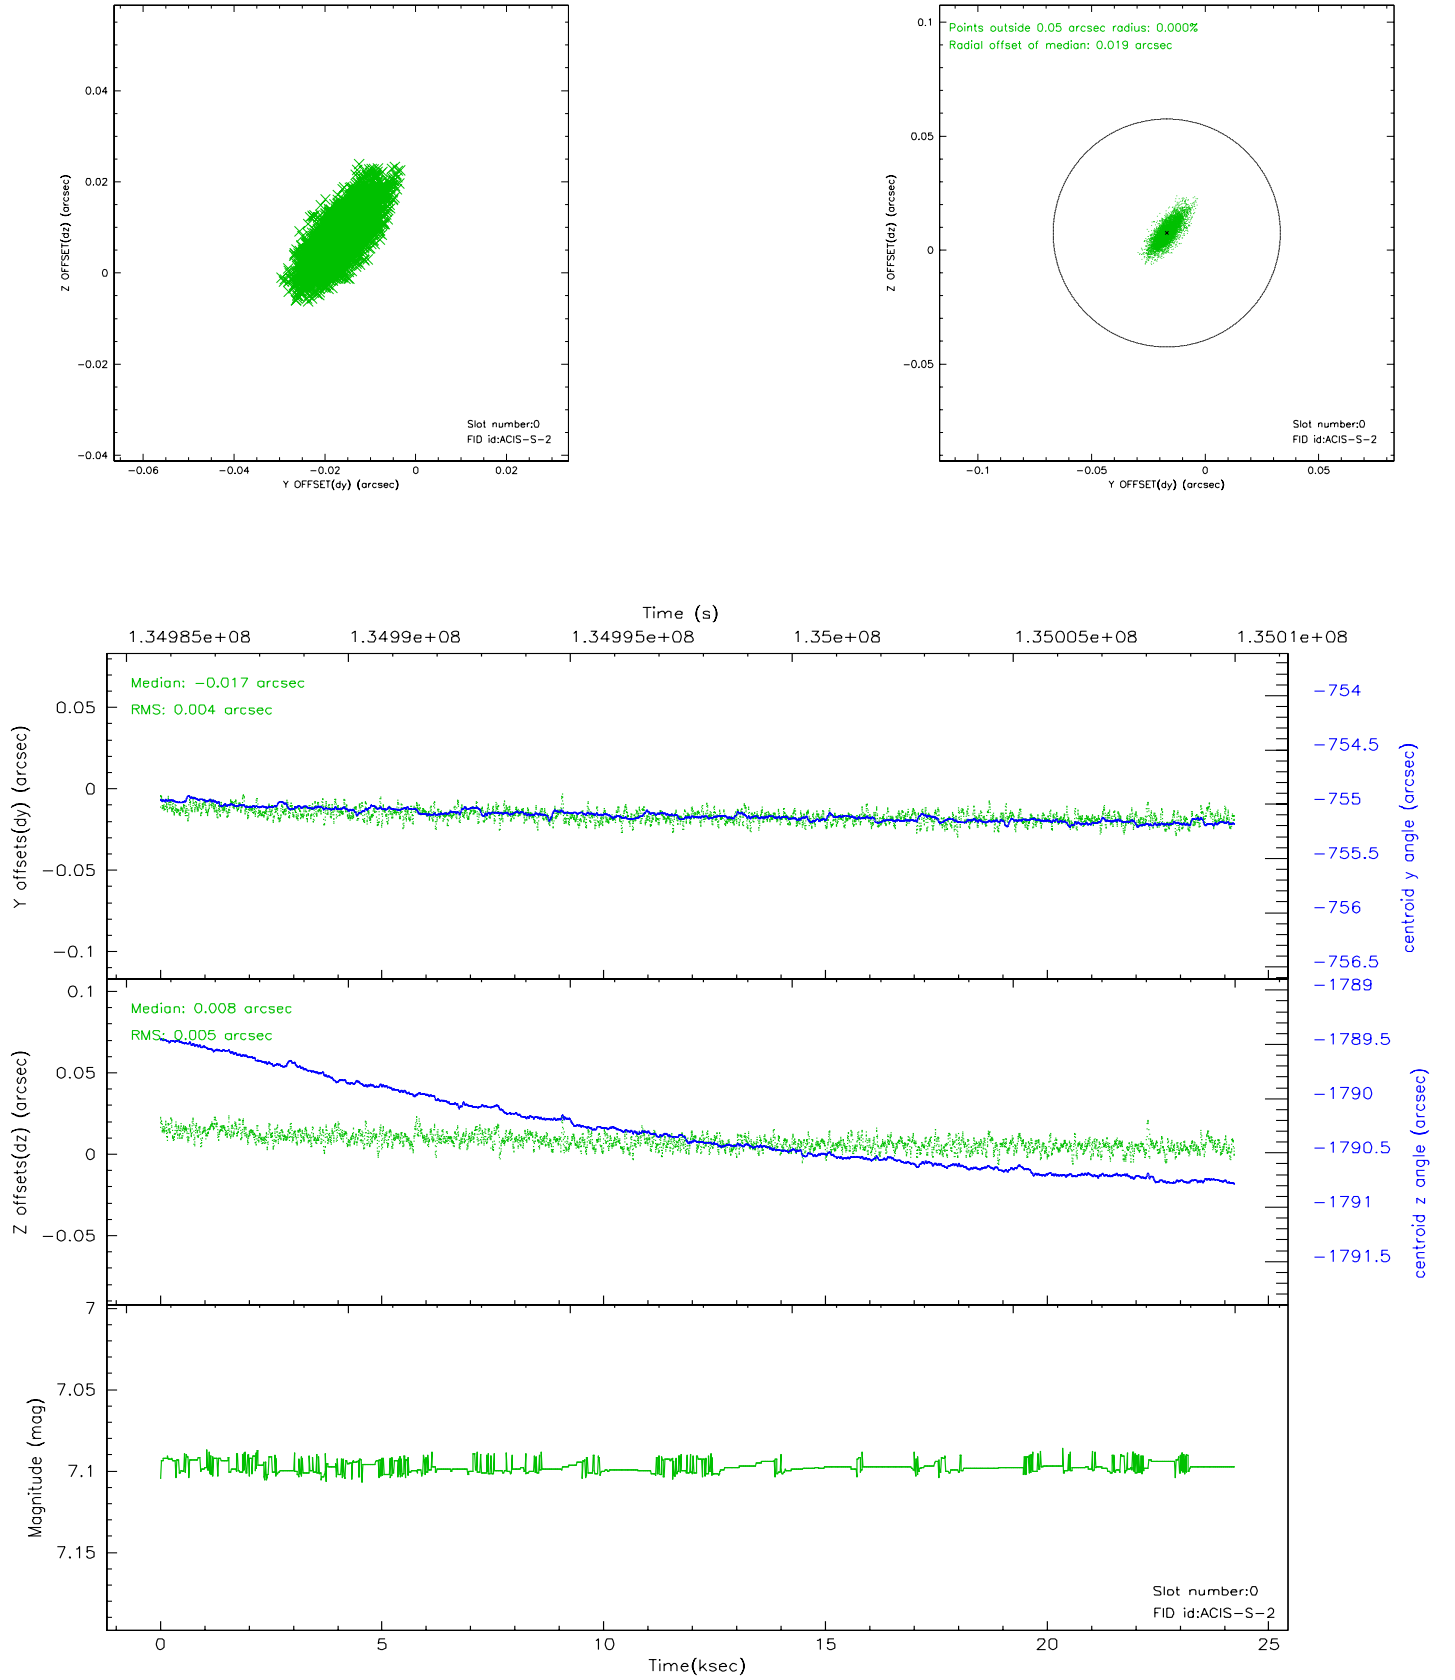 0.04
0.02
0
-0.02
-0.04
Z OFFSET(dz) (arcsec)
Slot number:0
FID id:ACIS-S-2
-0.06 -0.04 -0.02 0 0.02
Y OFFSET(dy) (arcsec)
Points outside 0.05 arcsec radius: 0.000%
Radial offset of median: 0.019 arcsec
0.1
0.05
0
-0.05
Z OFFSET(dz) (arcsec)
Slot number:0
FID id:ACIS-S-2
-0.1 -0.05 0 0.05
Y OFFSET(dy) (arcsec)
Time (s)
1.34985e+08 1.3499e+08 1.34995e+08 1.35e+08 1.35005e+08 1.3501e+08
Median: -0.017 arcsec
RMS: 0.004 arcsec
0.05
0
-0.05
-0.1
Y offsets(dy) (arcsec)
-754
-754.5
-755
-755.5
-756
-756.5
centroid y angle (arcsec)
Median: 0.008 arcsec
RMS: 0.005 arcsec
0.1
0.05
0
-0.05
Z offsets(dz) (arcsec)
-1789
-1789.5
-1790
-1790.5
-1791
-1791.5
centroid z angle (arcsec)
7
7.05
7.1
7.15
Magnitude (mag)
Slot number:0
FID id:ACIS-S-2
0 5 10 15 20 25
Time(ksec)